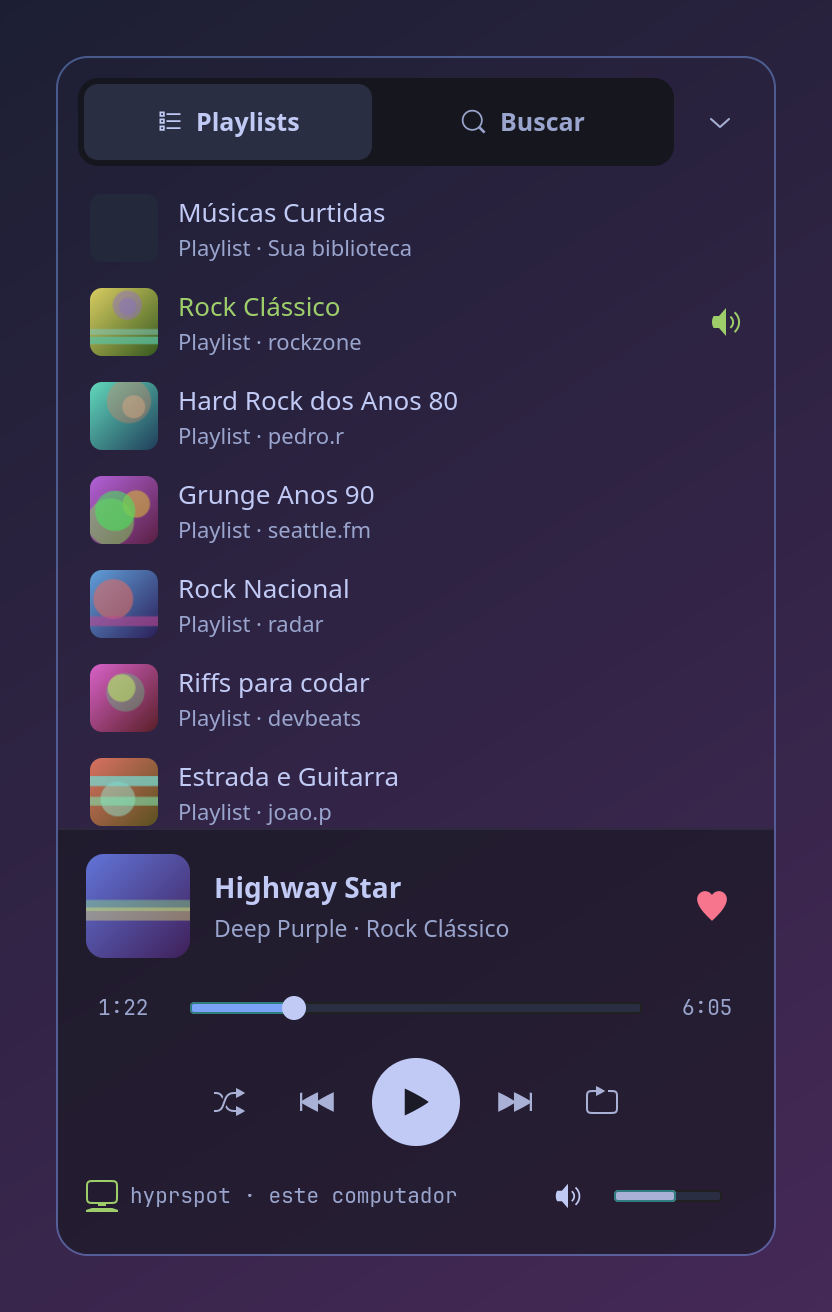 Playlists
Buscar
Músicas Curtidas
Playlist · Sua biblioteca
Rock Clássico
Playlist · rockzone
Hard Rock dos Anos 80
Playlist · pedro.r
Grunge Anos 90
Playlist · seattle.fm
Rock Nacional
Playlist · radar
Riffs para codar
Playlist · devbeats
Estrada e Guitarra
Playlist · joao.p
Highway Star
Deep Purple · Rock Clássico
1:22
6:05
hyprspot · este computador